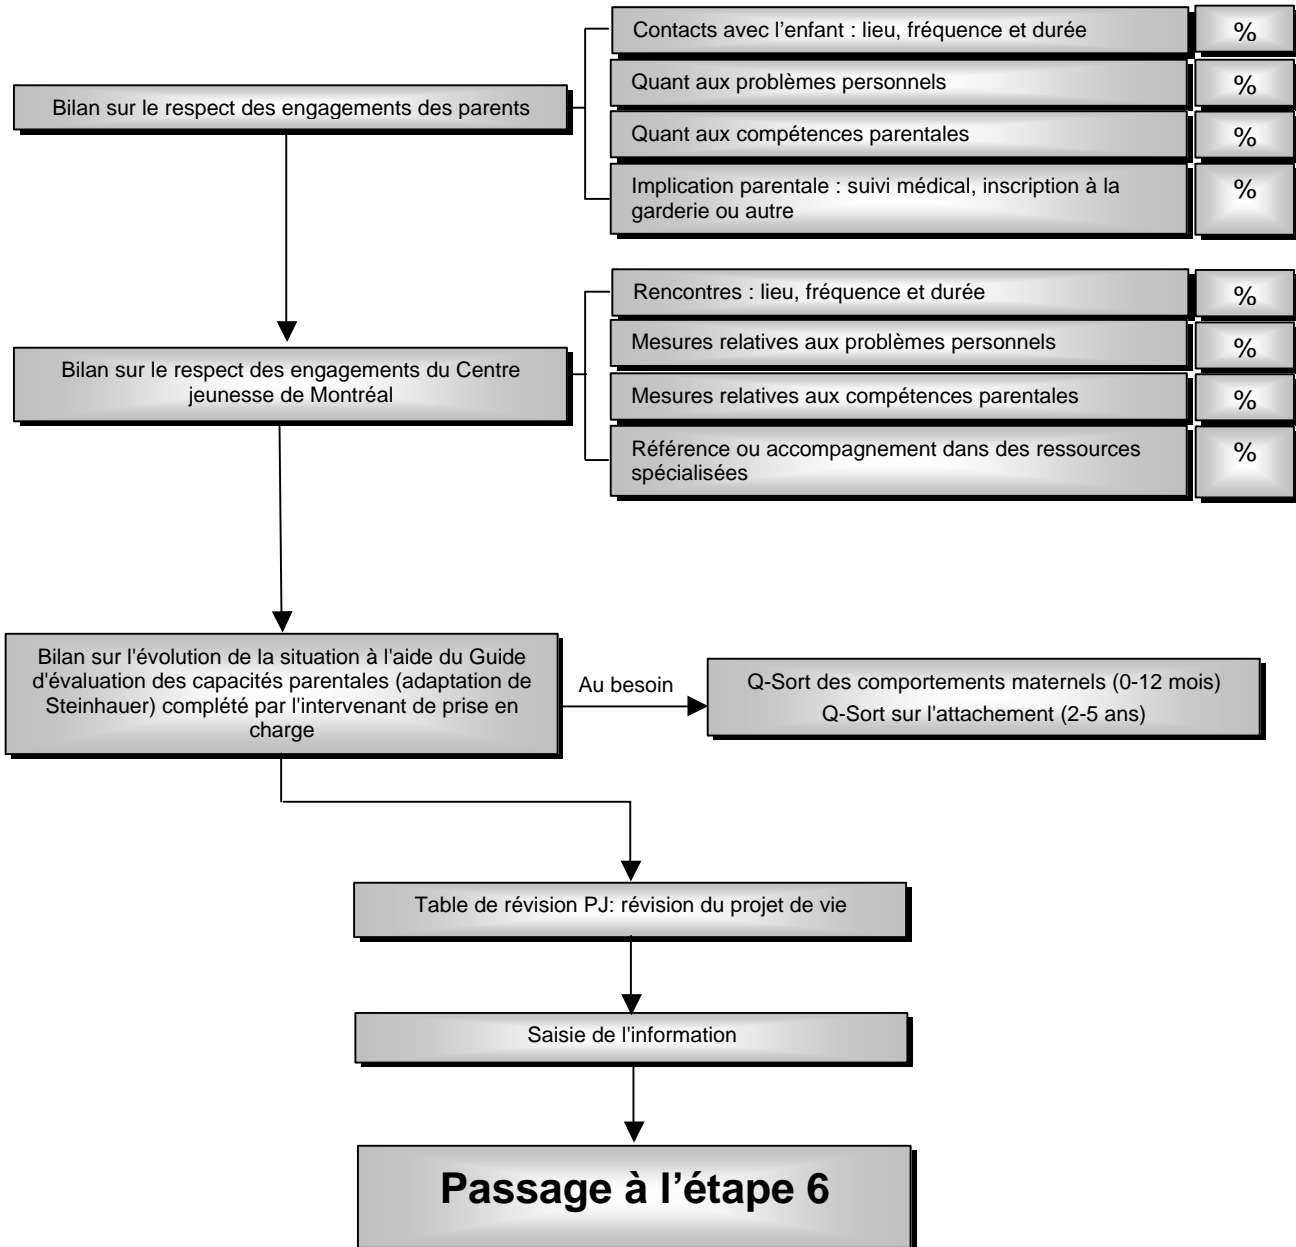 Contacts avec l'enfant : lieu, fréquence et durée
%
Quant aux problèmes personnels
%
Bilan sur le respect des engagements des parents
Quant aux compétences parentales
%
Implication parentale : suivi médical, inscription à la
garderie ou autre
%
Rencontres : lieu, fréquence et durée
%
Mesures relatives aux problèmes personnels
%
Bilan sur le respect des engagements du Centre
jeunesse de Montréal
Mesures relatives aux compétences parentales
%
Référence ou accompagnement dans des ressources
spécialisées
%
Bilan sur l'évolution de la situation à l'aide du Guide
d'évaluation des capacités parentales (adaptation de
Steinhauer) complété par l'intervenant de prise en
charge
Au besoin
Q-Sort des comportements maternels (0-12 mois)
Q-Sort sur l'attachement (2-5 ans)
Table de révision PJ: révision du projet de vie
Saisie de l'information
Passage à l'étape 6